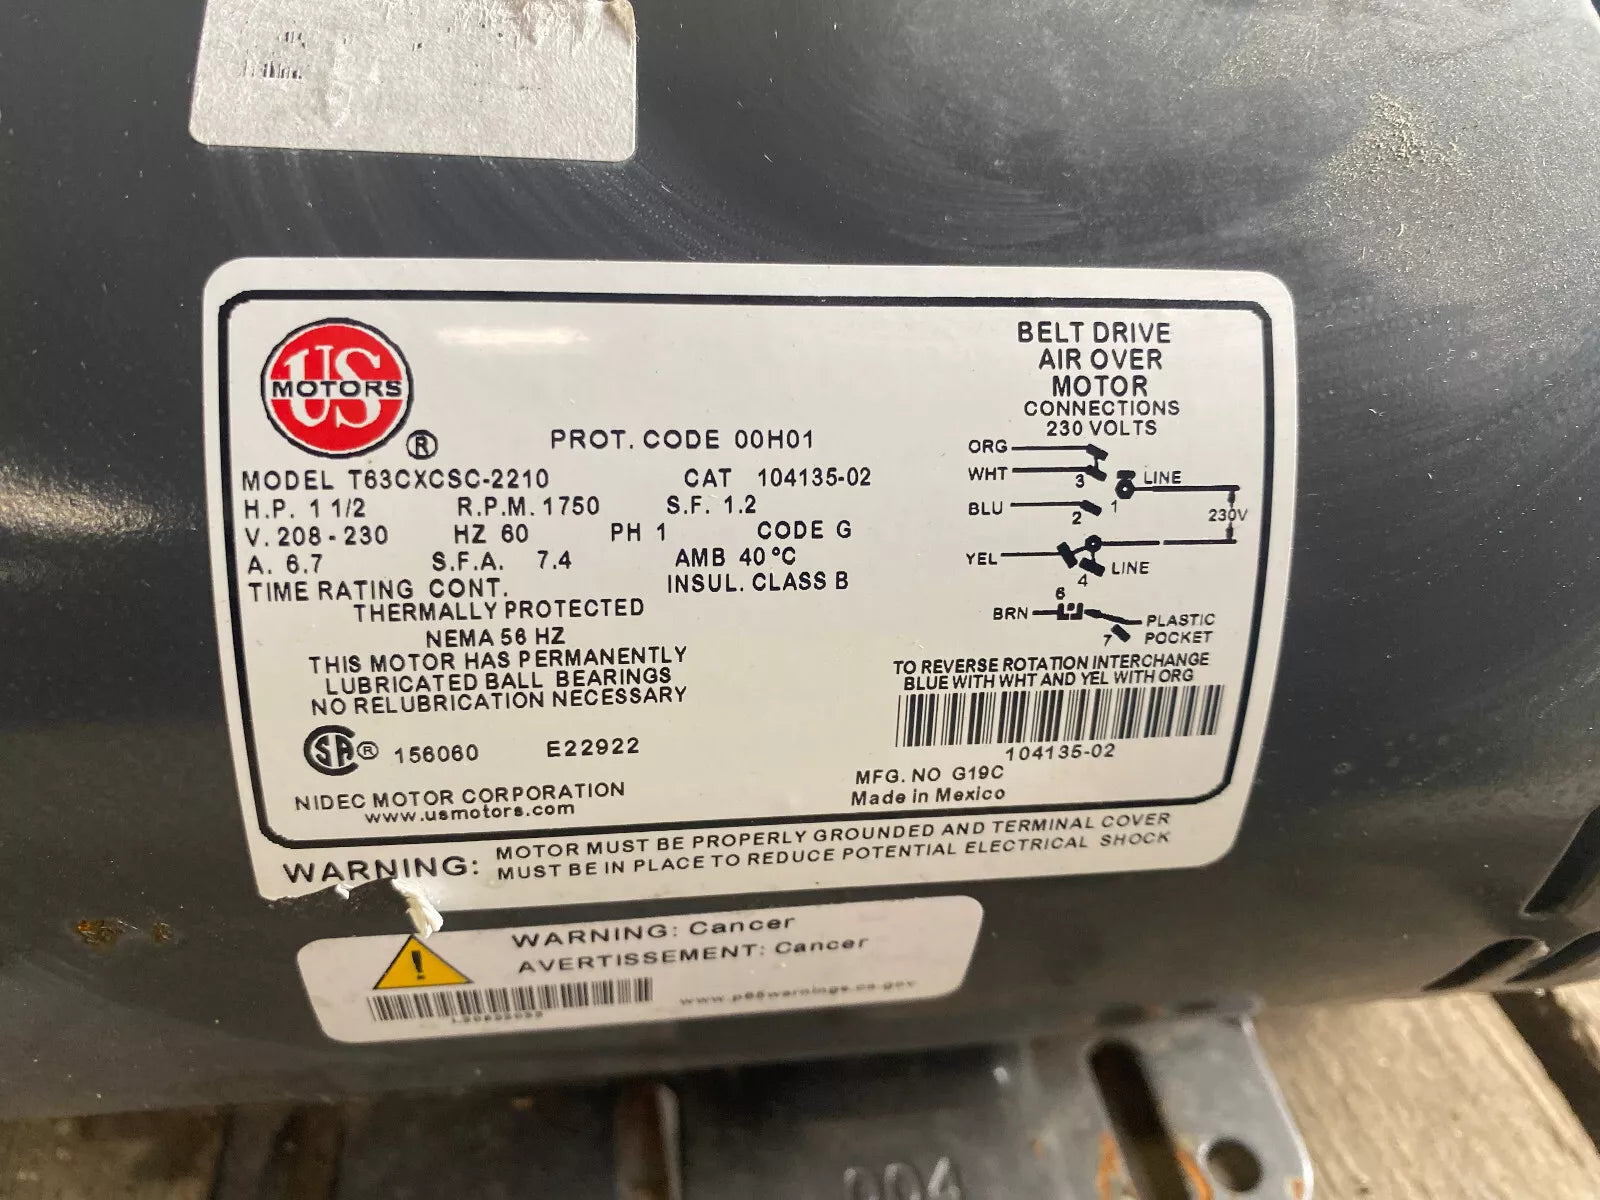 US
MOTORS
®
PROT. CODE 00H01
MODEL T63CXCSC-2210 CAT 104135-02
H.P. 1 1/2 R.P.M. 1750 S.F. 1.2
V. 208 - 230 HZ 60 PH 1 CODE G
A. 6.7 S.F.A. 7.4 AMB 40 °C
TIME RATING CONT. INSUL. CLASS B
THERMALLY PROTECTED
NEMA 56 HZ
THIS MOTOR HAS PERMANENTLY
LUBRICATED BALL BEARINGS
NO RELUBRICATION NECESSARY
SA ® 156060 E22922
NIDEC MOTOR CORPORATION
www.usmotors.com
BELT DRIVE
AIR OVER
MOTOR
CONNECTIONS
230 VOLTS
ORG
WHT 3 LINE
BLU 2 1 230V
YEL 4 LINE
6
BRN PLASTIC
7 POCKET
TO REVERSE ROTATION INTERCHANGE
BLUE WITH WHT AND YEL WITH ORG
104135-02
MFG. NO G19C
Made in Mexico
WARNING: MOTOR MUST BE PROPERLY GROUNDED AND TERMINAL COVER
MUST BE IN PLACE TO REDUCE POTENTIAL ELECTRICAL SHOCK
WARNING: Cancer
AVERTISSEMENT: Cancer
www.p65warnings.ca.gov
004